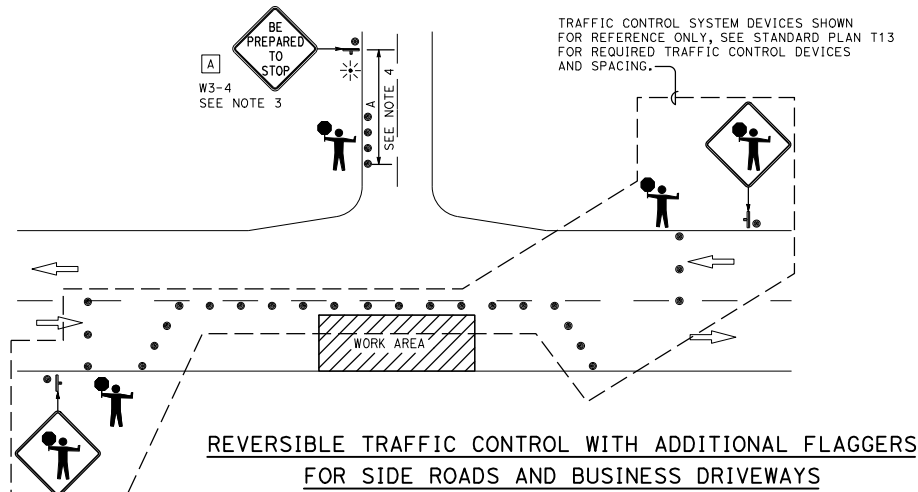 BE
PREPARED
TO
STOP
A
W3-4
SEE NOTE 3
A
SEE NOTE 4
TRAFFIC CONTROL SYSTEM DEVICES SHOWN
FOR REFERENCE ONLY, SEE STANDARD PLAN T13
FOR REQUIRED TRAFFIC CONTROL DEVICES
AND SPACING.
WORK AREA
REVERSIBLE TRAFFIC CONTROL WITH ADDITIONAL FLAGGERS
FOR SIDE ROADS AND BUSINESS DRIVEWAYS